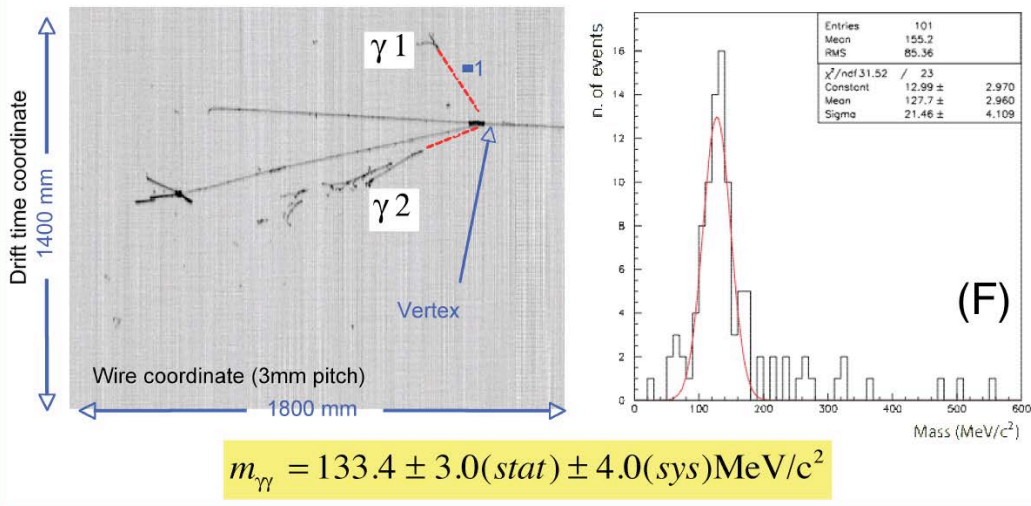 γ 1
1
γ 2
Vertex
Drift time coordinate
1400 mm
Wire coordinate (3mm pitch)
1800 mm
Entries 101
Mean 155.2
RMS 85.36
χ²/ndf 31.52 / 23
Constant 12.99 ± 2.970
Mean 127.7 ± 2.960
Sigma 21.46 ± 4.109
n. of events
16
14
12
10
8
6
4
2
0
0 100 200 300 400 500 600
Mass (MeV/c²)
(F)
m_γγ = 133.4 ± 3.0(stat) ± 4.0(sys)MeV/c²